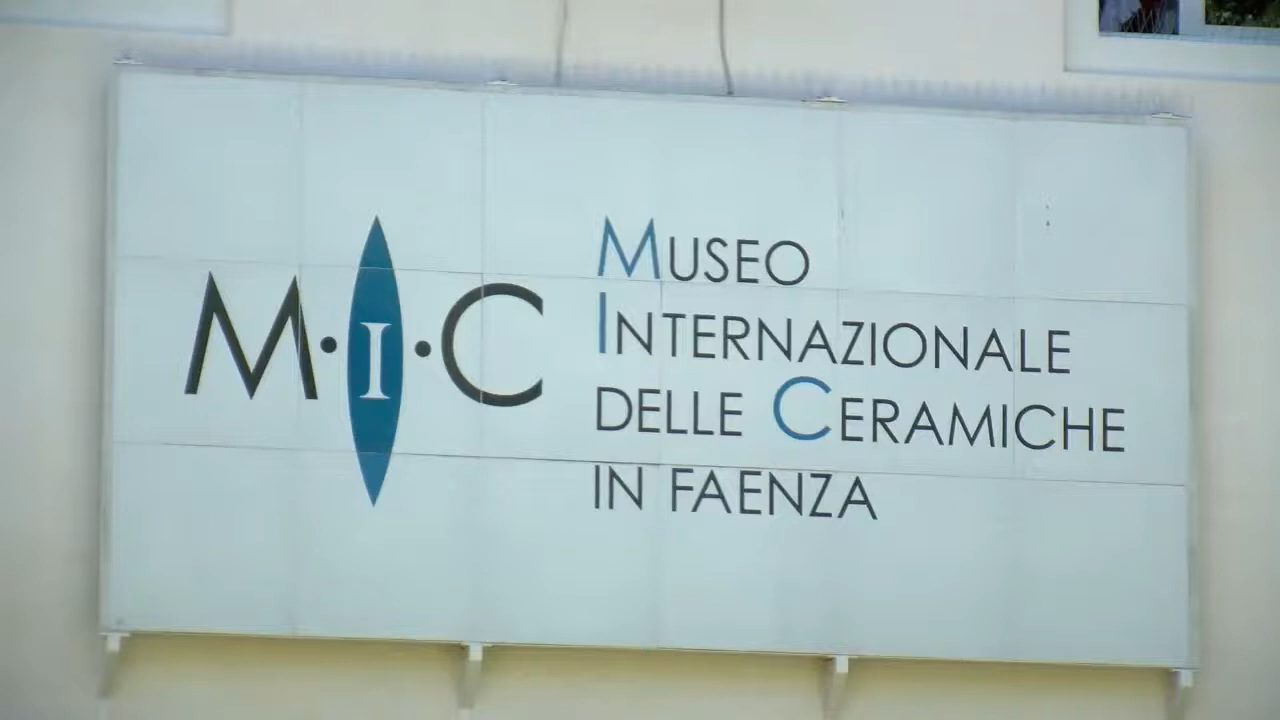 M·I·C
MUSEO
INTERNAZIONALE
DELLE CERAMICHE
IN FAENZA